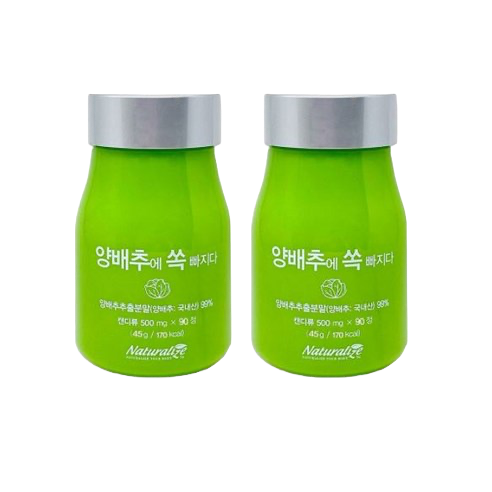 양배추에 쏙 빠지다
양배추추출분말(양배추: 국내산) 99%
캔디류 500 mg × 90 정
(45g / 170 kcal)
Naturalize
양배추에 쏙 빠지다
양배추추출분말(양배추: 국내산) 99%
캔디류 500 mg × 90 정
(45g / 170 kcal)
Naturalize